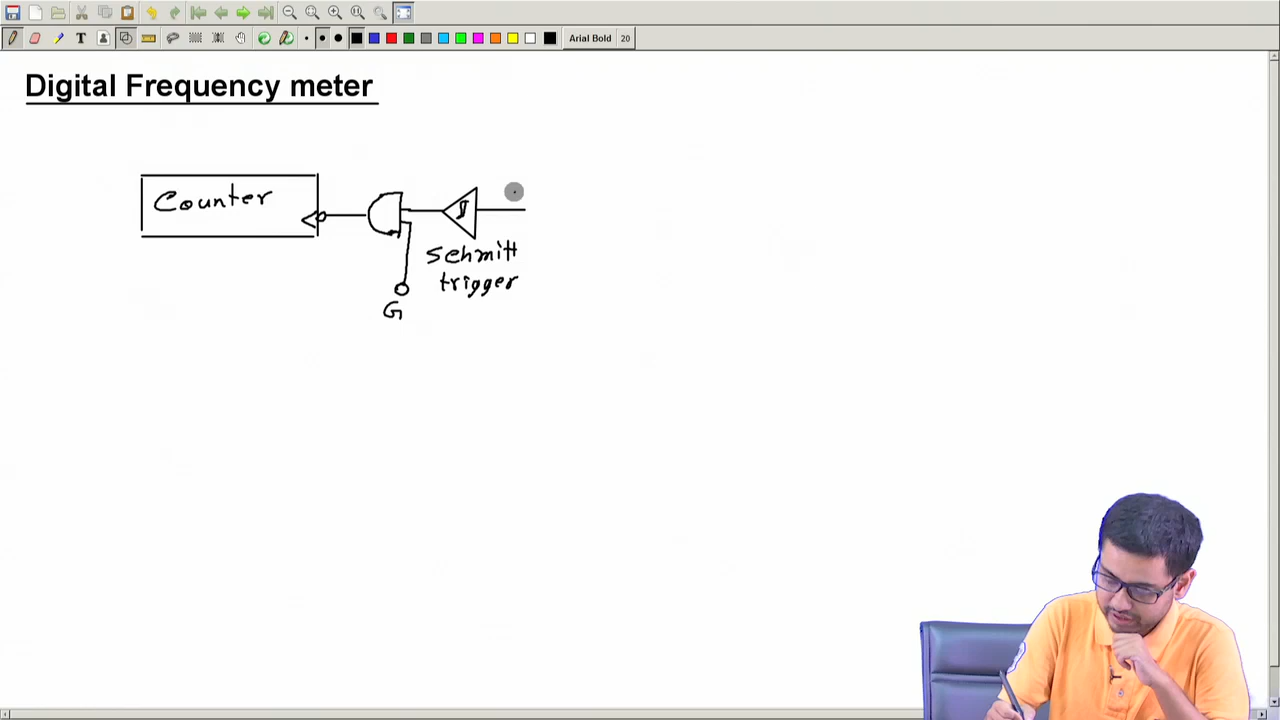 Arial Bold 20
Digital Frequency meter
Counter
Schmitt
trigger
G